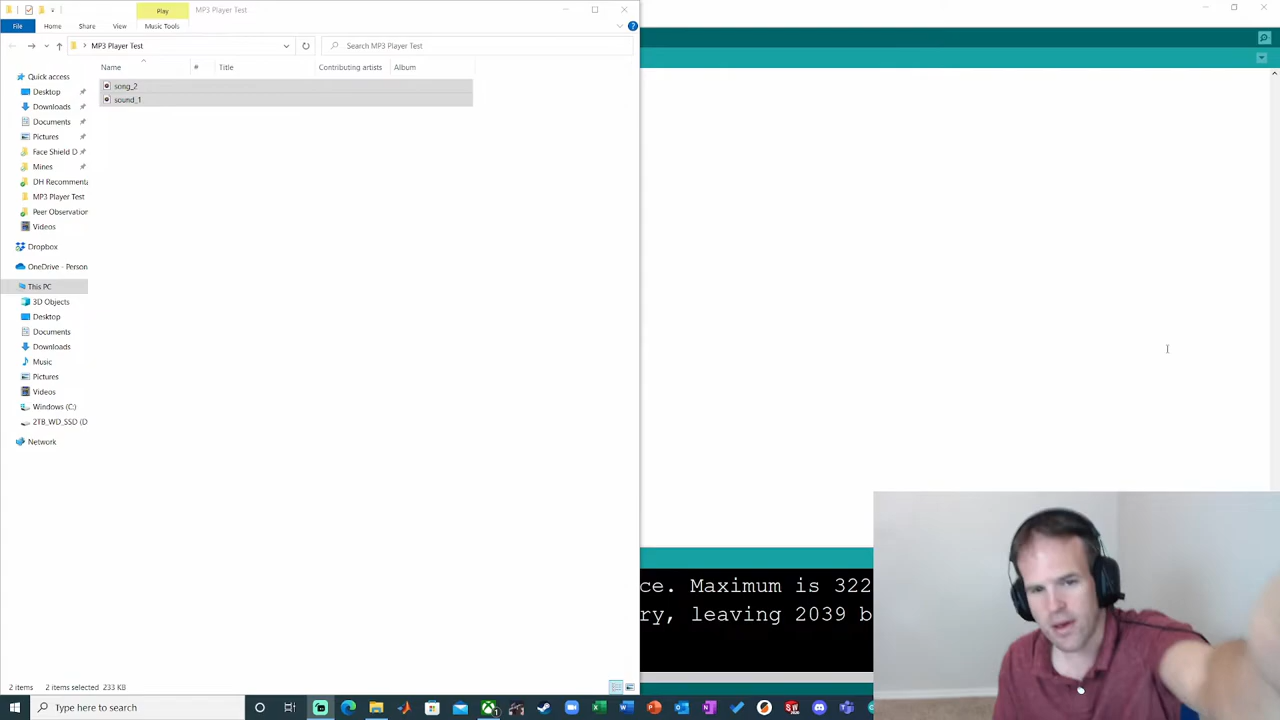 Play
MP3 Player Test
File
Home
Share
View
Music Tools
MP3 Player Test
Search MP3 Player Test
Name
#
Title
Contributing artists
Album
Quick access
Desktop
Downloads
Documents
Pictures
Face Shield D
Mines
DH Recommenta
MP3 Player Test
Peer Observation
Videos
Dropbox
OneDrive - Person
This PC
3D Objects
Desktop
Documents
Downloads
Music
Pictures
Videos
Windows (C:)
2TB_WD_SSD (D
Network
song_2
sound_1
ce. Maximum is 322
ry, leaving 2039 b
2 items
2 items selected 233 KB
Type here to search